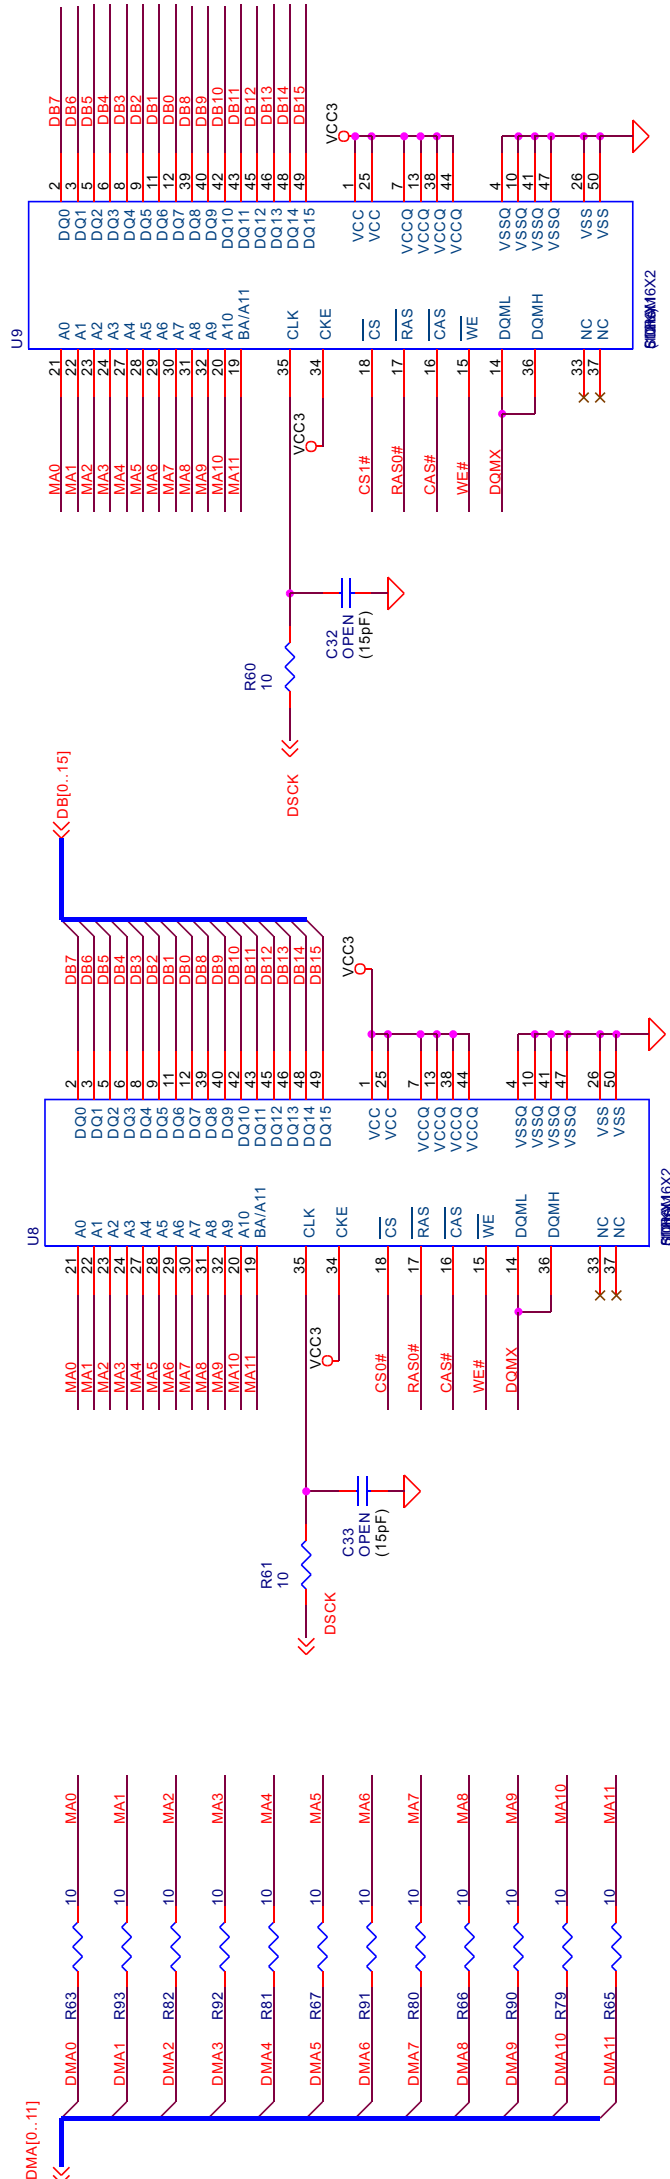 DMA[0..11]
DMA0 R63 10 MA0
DMA1 R93 10 MA1
DMA2 R82 10 MA2
DMA3 R92 10 MA3
DMA4 R81 10 MA4
DMA5 R67 10 MA5
DMA6 R91 10 MA6
DMA7 R80 10 MA7
DMA8 R66 10 MA8
DMA9 R90 10 MA9
DMA10 R79 10 MA10
DMA11 R65 10 MA11
U8
MA0 21 A0 DQ0 2 DB7
MA1 22 A1 DQ1 3 DB6
MA2 23 A2 DQ2 5 DB5
MA3 24 A3 DQ3 6 DB4
MA4 27 A4 DQ4 8 DB3
MA5 28 A5 DQ5 9 DB2
MA6 29 A6 DQ6 11 DB1
MA7 30 A7 DQ7 12 DB0
MA8 31 A8 DQ8 39 DB8
MA9 32 A9 DQ9 40 DB9
MA10 20 A10 DQ10 42 DB10
MA11 19 BA/A11 DQ11 43 DB11
DQ12 45 DB12
DQ13 46 DB13
35 CLK DQ14 48 DB14
DQ15 49 DB15
R61
10
DSCK
VCC3 34 CKE
C33
OPEN
(15pF)
VCC3
VCC 1
CS0# 18 CS VCC 25
RAS0# 17 RAS VCCQ 7
VCCQ 13
CAS# 16 CAS VCCQ 38
VCCQ 44
WE# 15 WE
DQMX 14 DQML VSSQ 4
VSSQ 10
36 DQMH VSSQ 41
VSSQ 47
33 NC VSS 26
37 NC VSS 50
DB[0..15]
U9
MA0 21 A0 DQ0 2 DB7
MA1 22 A1 DQ1 3 DB6
MA2 23 A2 DQ2 5 DB5
MA3 24 A3 DQ3 6 DB4
MA4 27 A4 DQ4 8 DB3
MA5 28 A5 DQ5 9 DB2
MA6 29 A6 DQ6 11 DB1
MA7 30 A7 DQ7 12 DB0
MA8 31 A8 DQ8 39 DB8
MA9 32 A9 DQ9 40 DB9
MA10 20 A10 DQ10 42 DB10
MA11 19 BA/A11 DQ11 43 DB11
DQ12 45 DB12
DQ13 46 DB13
35 CLK DQ14 48 DB14
DQ15 49 DB15
R60
10
DSCK
VCC3 34 CKE
C32
OPEN
(15pF)
VCC3
VCC 1
CS1# 18 CS VCC 25
RAS0# 17 RAS VCCQ 7
VCCQ 13
CAS# 16 CAS VCCQ 38
VCCQ 44
WE# 15 WE
DQMX 14 DQML VSSQ 4
VSSQ 10
36 DQMH VSSQ 41
VSSQ 47
33 NC VSS 26
37 NC VSS 50